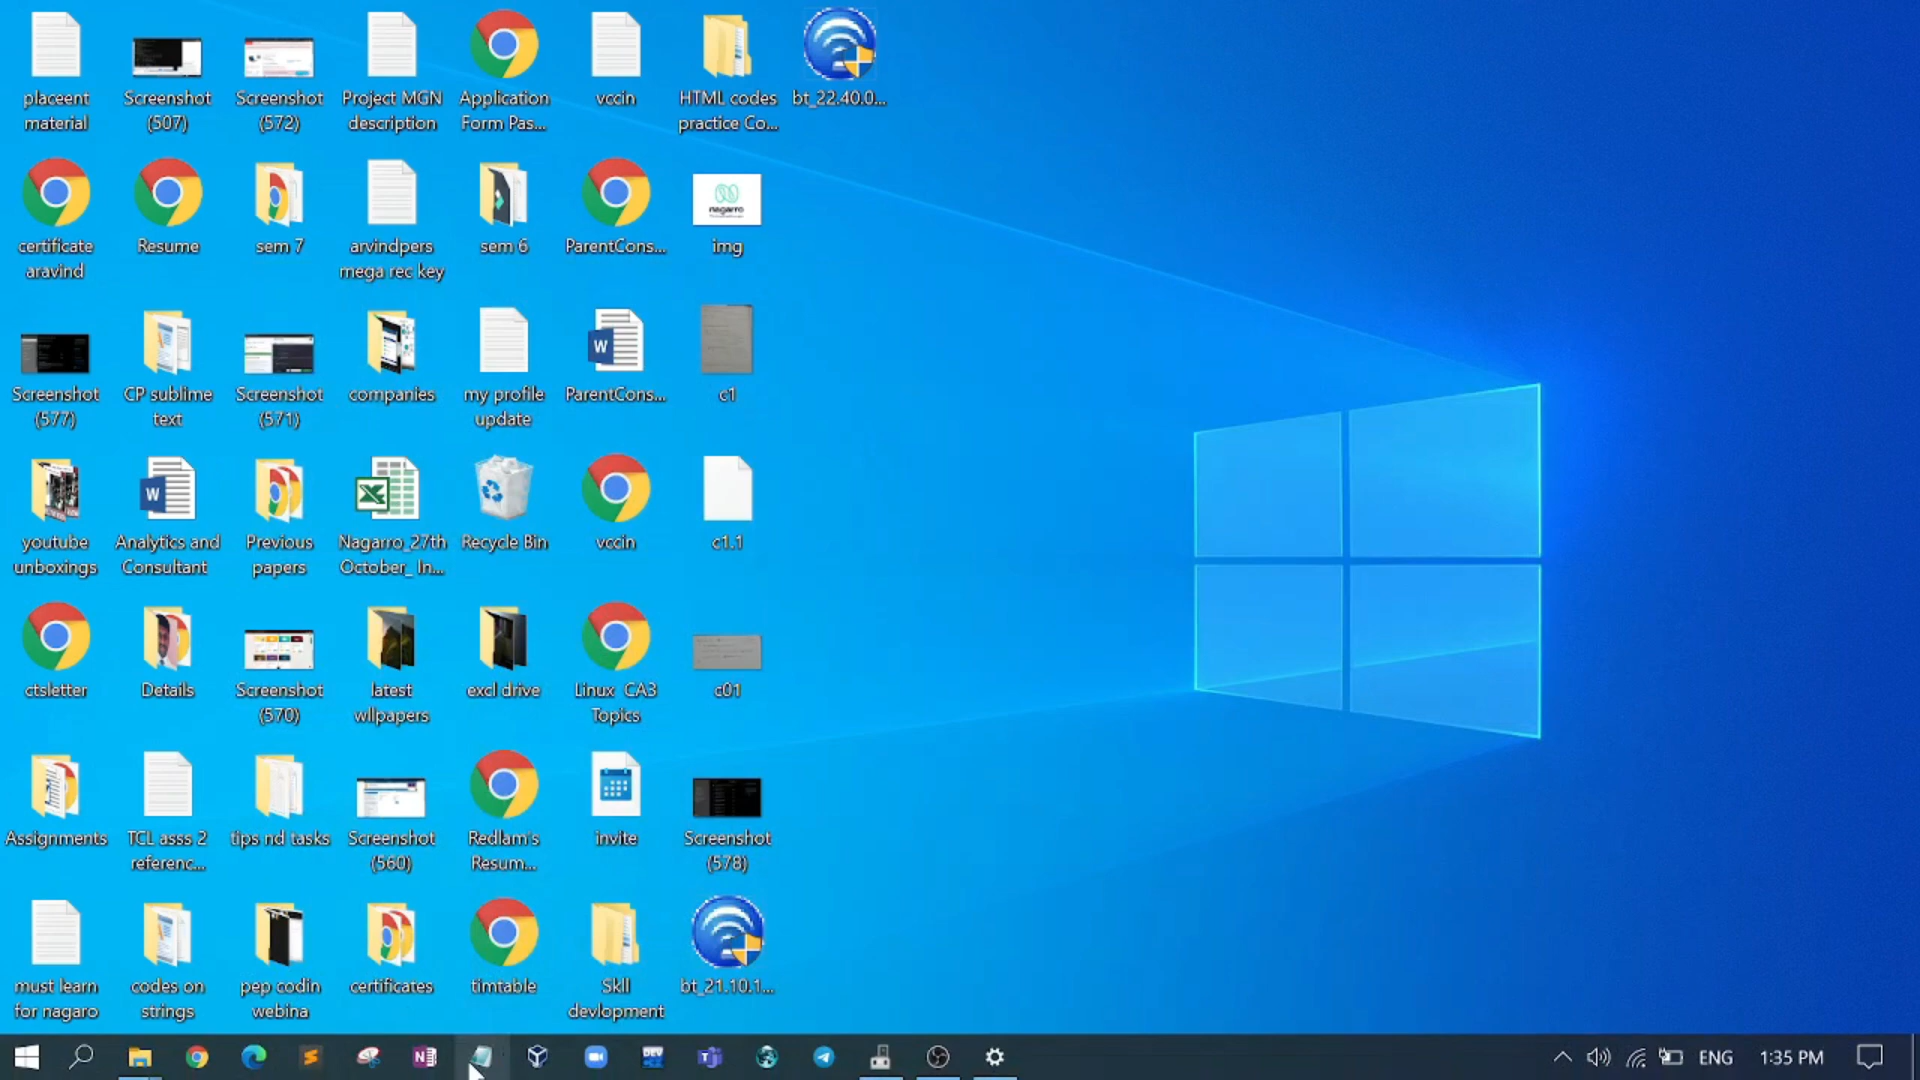 placeent
material
Screenshot
(507)
Screenshot
(572)
Project MGN
description
Application
Form Pas...
vccin
HTML codes
practice Co...
bt_22.40.0...
certificate
aravind
Resume
sem 7
arvindpers
mega rec key
sem 6
ParentCons...
nagarro
img
Screenshot
(577)
CP sublime
text
Screenshot
(571)
companies
my profile
update
W
ParentCons...
c1
youtube
unboxings
W
Analytics and
Consultant
Previous
papers
Nagarro_27th
October_ In...
Recycle Bin
vccin
c1.1
ctsletter
Details
Screenshot
(570)
latest
wllpapers
excl drive
Linux CA3
Topics
c01
Assignments
TCL asss 2
referenc...
tips nd tasks
Screenshot
(560)
Redlam's
Resum...
invite
Screenshot
(578)
must learn
for nagaro
codes on
strings
pep codin
webina
certificates
timtable
Skll
devlopment
bt_21.10.1...
N
DEV
ENG
1:35 PM